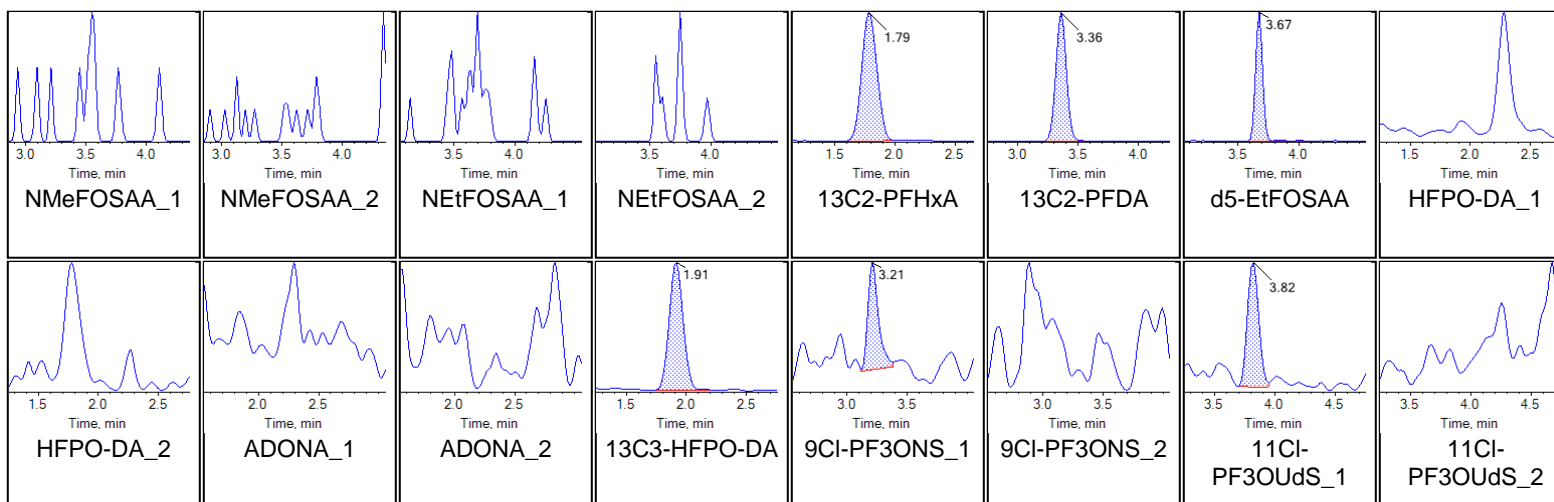 1.79
3.36
3.67
3.0 3.5 4.0
3.0 3.5 4.0
3.5 4.0
3.5 4.0
1.5 2.0 2.5
3.0 3.5 4.0
3.5 4.0
1.5 2.0 2.5
Time, min
Time, min
Time, min
Time, min
Time, min
Time, min
Time, min
Time, min
NMeFOSAA_1
NMeFOSAA_2
NEtFOSAA_1
NEtFOSAA_2
13C2-PFHxA
13C2-PFDA
d5-EtFOSAA
HFPO-DA_1
1.91
3.21
3.82
1.5 2.0 2.5
2.0 2.5
2.0 2.5
1.5 2.0 2.5
3.0 3.5
3.0 3.5
3.5 4.0 4.5
3.5 4.0 4.5
Time, min
Time, min
Time, min
Time, min
Time, min
Time, min
Time, min
Time, min
HFPO-DA_2
ADONA_1
ADONA_2
13C3-HFPO-DA
9Cl-PF3ONS_1
9Cl-PF3ONS_2
11Cl-
PF3OUdS_1
11Cl-
PF3OUdS_2